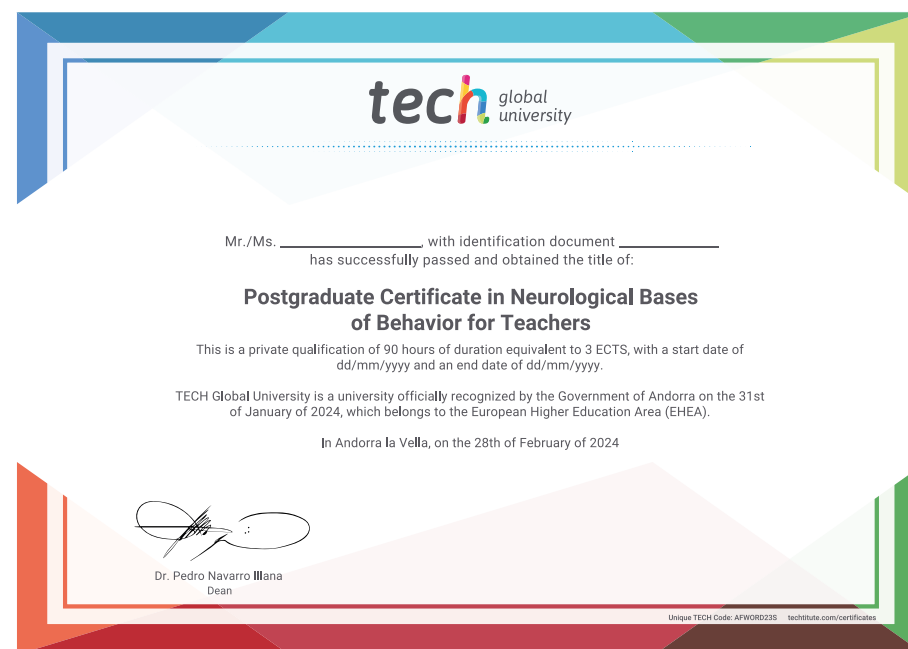 tech global university
Mr./Ms. ____________, with identification document ____________
has successfully passed and obtained the title of:
Postgraduate Certificate in Neurological Bases
of Behavior for Teachers
This is a private qualification of 90 hours of duration equivalent to 3 ECTS, with a start date of
dd/mm/yyyy and an end date of dd/mm/yyyy.
TECH Global University is a university officially recognized by the Government of Andorra on the 31st
of January of 2024, which belongs to the European Higher Education Area (EHEA).
In Andorra la Vella, on the 28th of February of 2024
Dr. Pedro Navarro Illana
Dean
Unique TECH Code: AFWORD23S techtitute.com/certificates